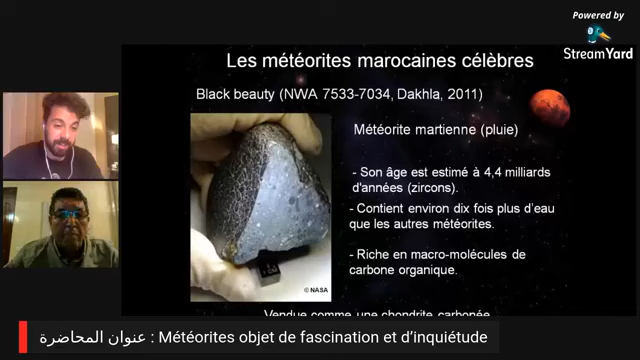 Powered by
StreamYard
Les météorites marocaines célèbres
Black beauty (NWA 7533-7034, Dakhla, 2011)
Météorite martienne (pluie)
- Son âge est estimé à 4,4 milliards
d'années (zircons).
- Contient environ dix fois plus d'eau
que les autres météorites.
- Riche en macro-molécules de
carbone organique.
1 CM
© NASA
Vendue comme une chondrite carbonée
عنوان المحاضرة : Météorites objet de fascination et d’inquiétude